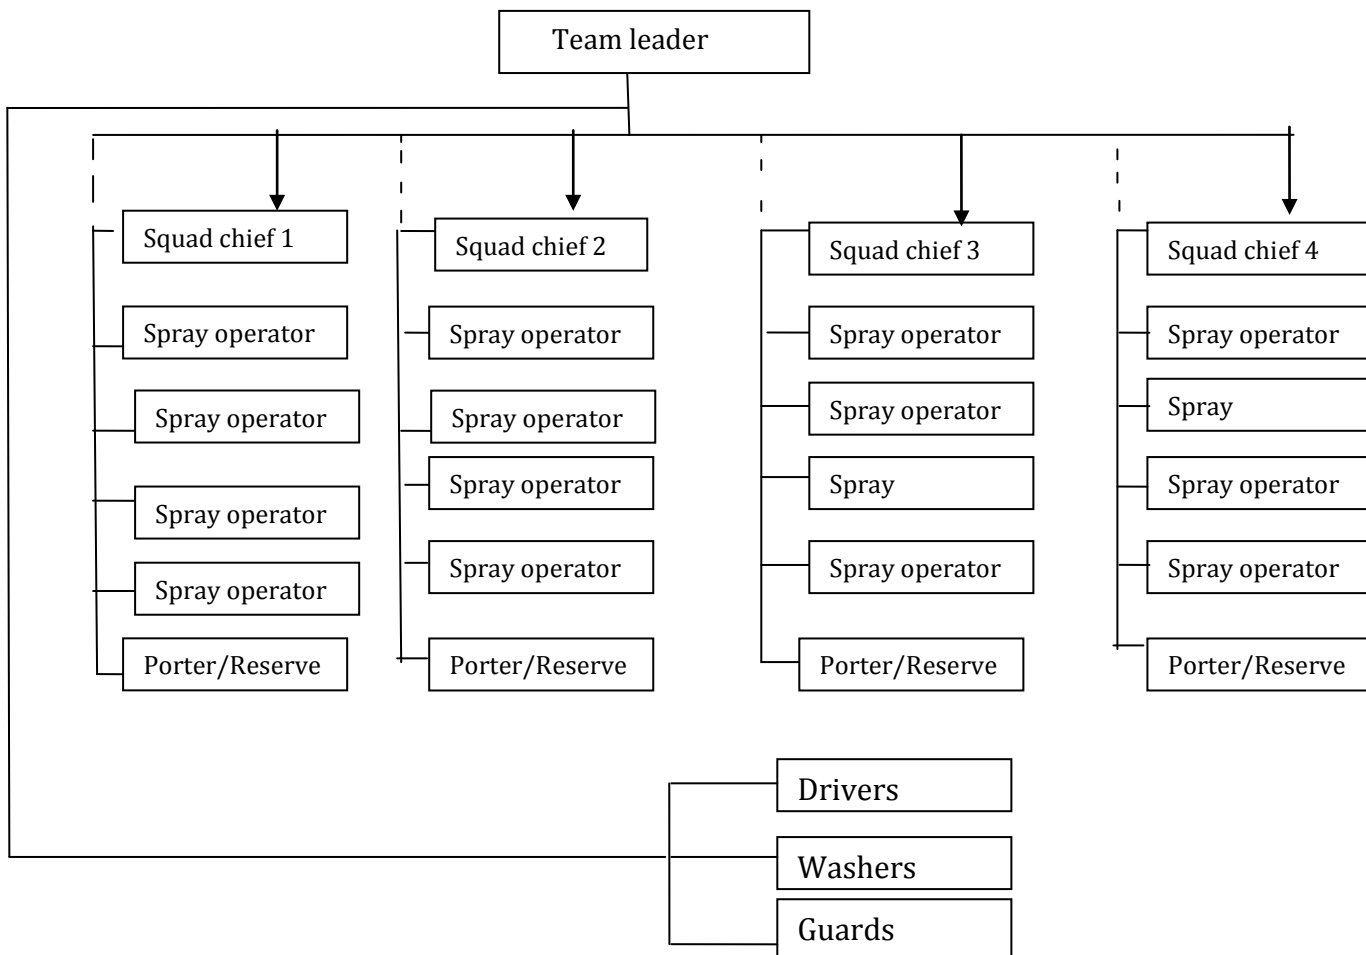 Team leader
Squad chief 1
Spray operator
Spray operator
Spray operator
Spray operator
Porter/Reserve
Squad chief 2
Spray operator
Spray operator
Spray operator
Spray operator
Porter/Reserve
Squad chief 3
Spray operator
Spray operator
Spray
Spray operator
Porter/Reserve
Squad chief 4
Spray operator
Spray
Spray operator
Spray operator
Porter/Reserve
Drivers
Washers
Guards